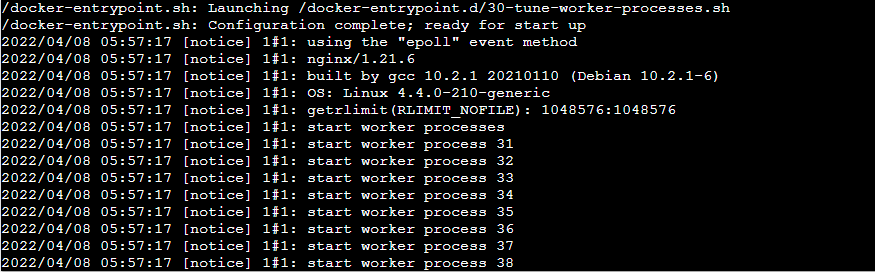 /docker-entrypoint.sh: Launching /docker-entrypoint.d/30-tune-worker-processes.sh
/docker-entrypoint.sh: Configuration complete; ready for start up
2022/04/08 05:57:17 [notice] 1#1: using the "epoll" event method
2022/04/08 05:57:17 [notice] 1#1: nginx/1.21.6
2022/04/08 05:57:17 [notice] 1#1: built by gcc 10.2.1 20210110 (Debian 10.2.1-6)
2022/04/08 05:57:17 [notice] 1#1: OS: Linux 4.4.0-210-generic
2022/04/08 05:57:17 [notice] 1#1: getrlimit(RLIMIT_NOFILE): 1048576:1048576
2022/04/08 05:57:17 [notice] 1#1: start worker processes
2022/04/08 05:57:17 [notice] 1#1: start worker process 31
2022/04/08 05:57:17 [notice] 1#1: start worker process 32
2022/04/08 05:57:17 [notice] 1#1: start worker process 33
2022/04/08 05:57:17 [notice] 1#1: start worker process 34
2022/04/08 05:57:17 [notice] 1#1: start worker process 35
2022/04/08 05:57:17 [notice] 1#1: start worker process 36
2022/04/08 05:57:17 [notice] 1#1: start worker process 37
2022/04/08 05:57:17 [notice] 1#1: start worker process 38